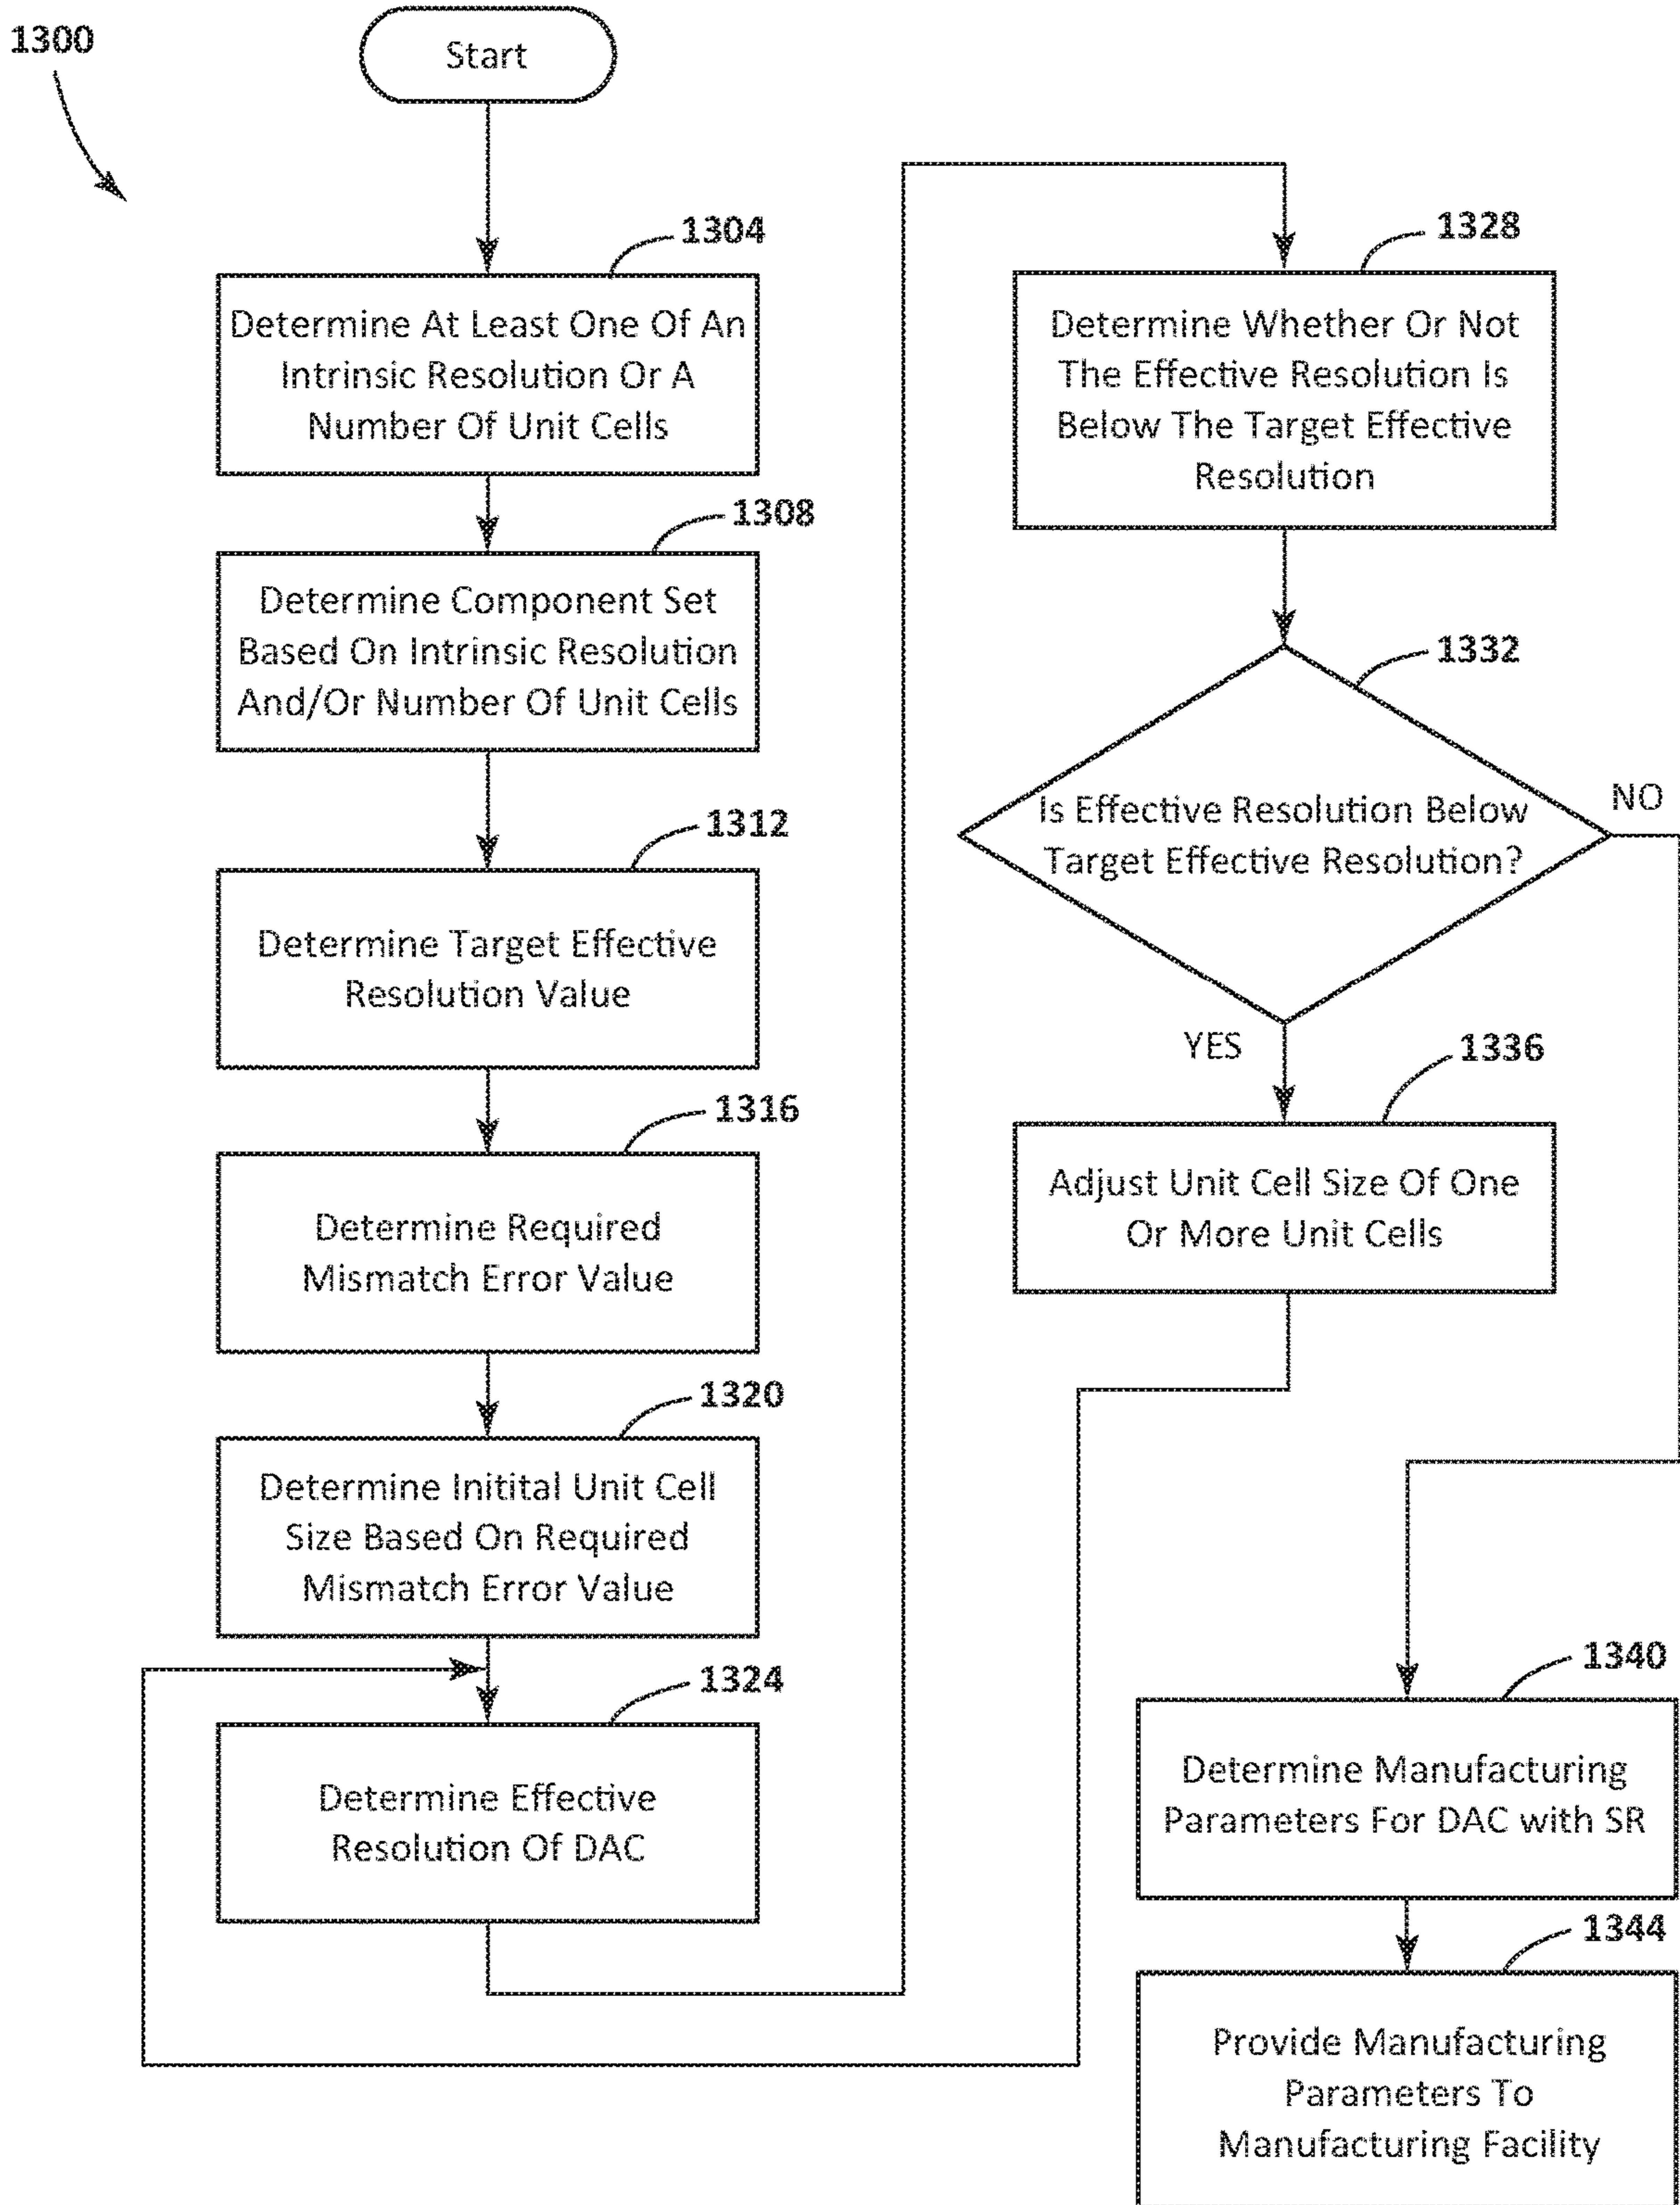 1300
Start
1304
Determine At Least One Of An
Intrinsic Resolution Or A
Number Of Unit Cells
1308
Determine Component Set
Based On Intrinsic Resolution
And/Or Number Of Unit Cells
1312
Determine Target Effective
Resolution Value
1316
Determine Required
Mismatch Error Value
1320
Determine Initital Unit Cell
Size Based On Required
Mismatch Error Value
1324
Determine Effective
Resolution Of DAC
1328
Determine Whether Or Not
The Effective Resolution Is
Below The Target Effective
Resolution
1332
Is Effective Resolution Below
Target Effective Resolution?
NO
YES
1336
Adjust Unit Cell Size Of One
Or More Unit Cells
1340
Determine Manufacturing
Parameters For DAC with SR
1344
Provide Manufacturing
Parameters To
Manufacturing Facility